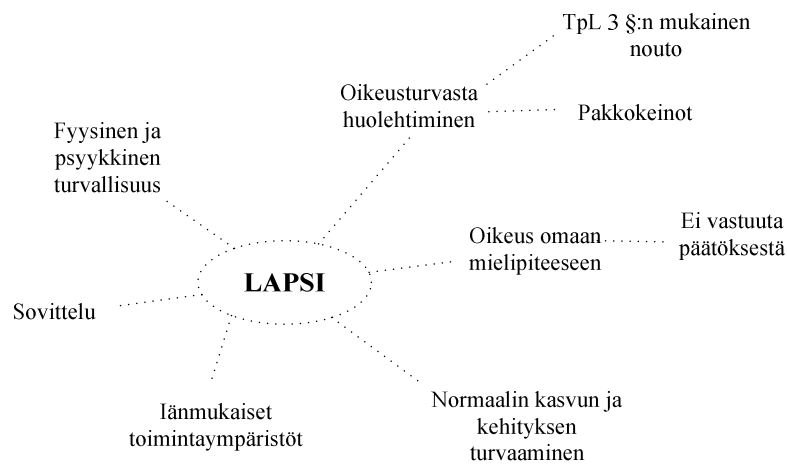 TpL 3 §:n mukainen
nouto
Oikeusturvasta
huolehtiminen
Pakkokeinot
Fyysinen ja
psyykkinen
turvallisuus
Oikeus omaan
mielipiteeseen
Ei vastuuta
päätöksestä
LAPSI
Sovittelu
Iänmukaiset
toimintaympäristöt
Normaalin kasvun ja
kehityksen
turvaaminen